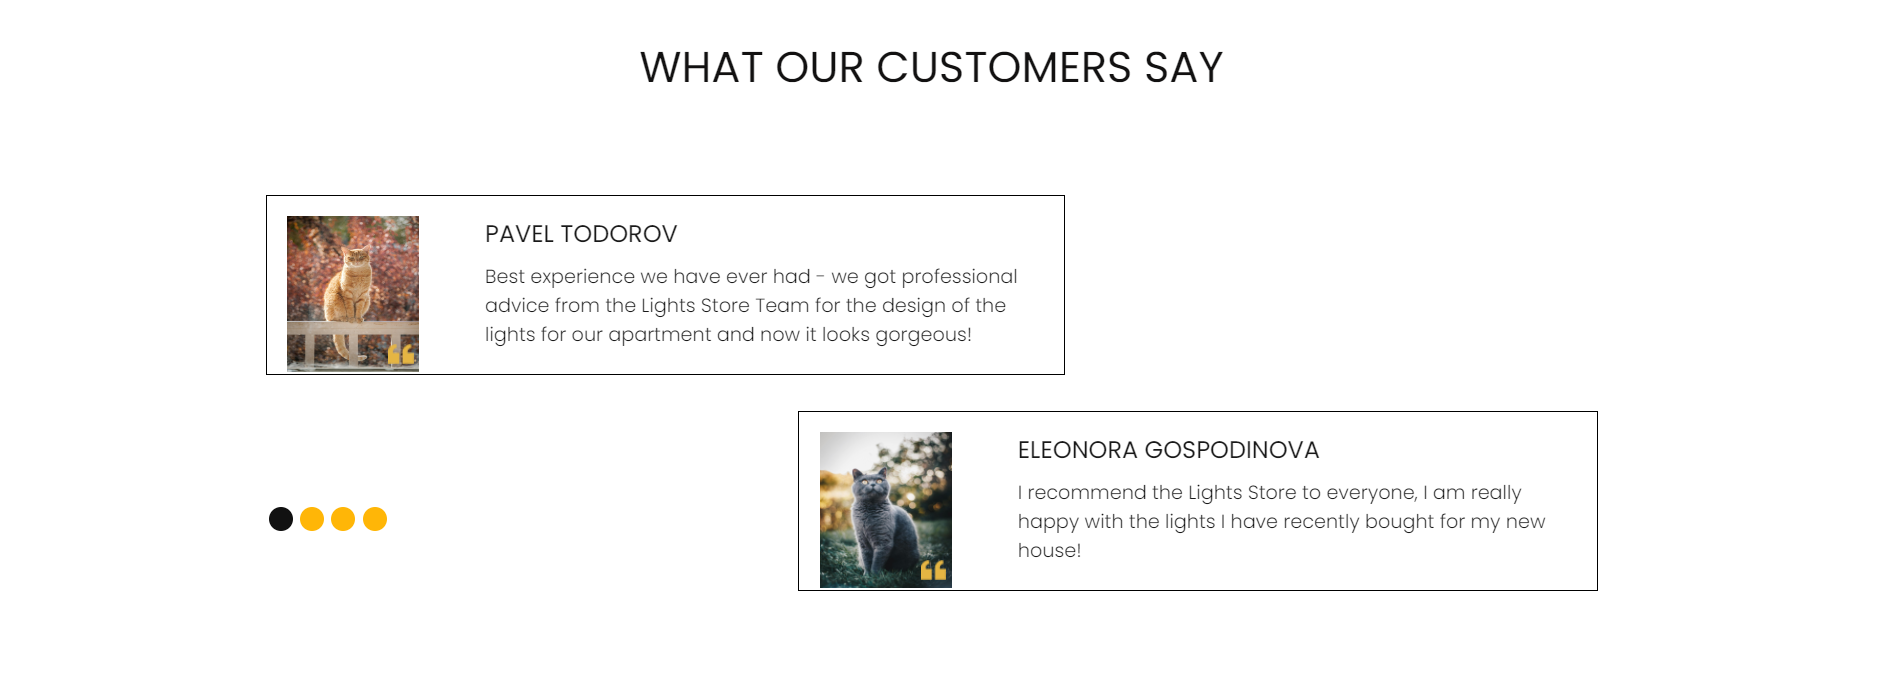 WHAT OUR CUSTOMERS SAY
PAVEL TODOROV
Best experience we have ever had - we got professional
advice from the Lights Store Team for the design of the
lights for our apartment and now it looks gorgeous!
ELEONORA GOSPODINOVA
I recommend the Lights Store to everyone, I am really
happy with the lights I have recently bought for my new
house!